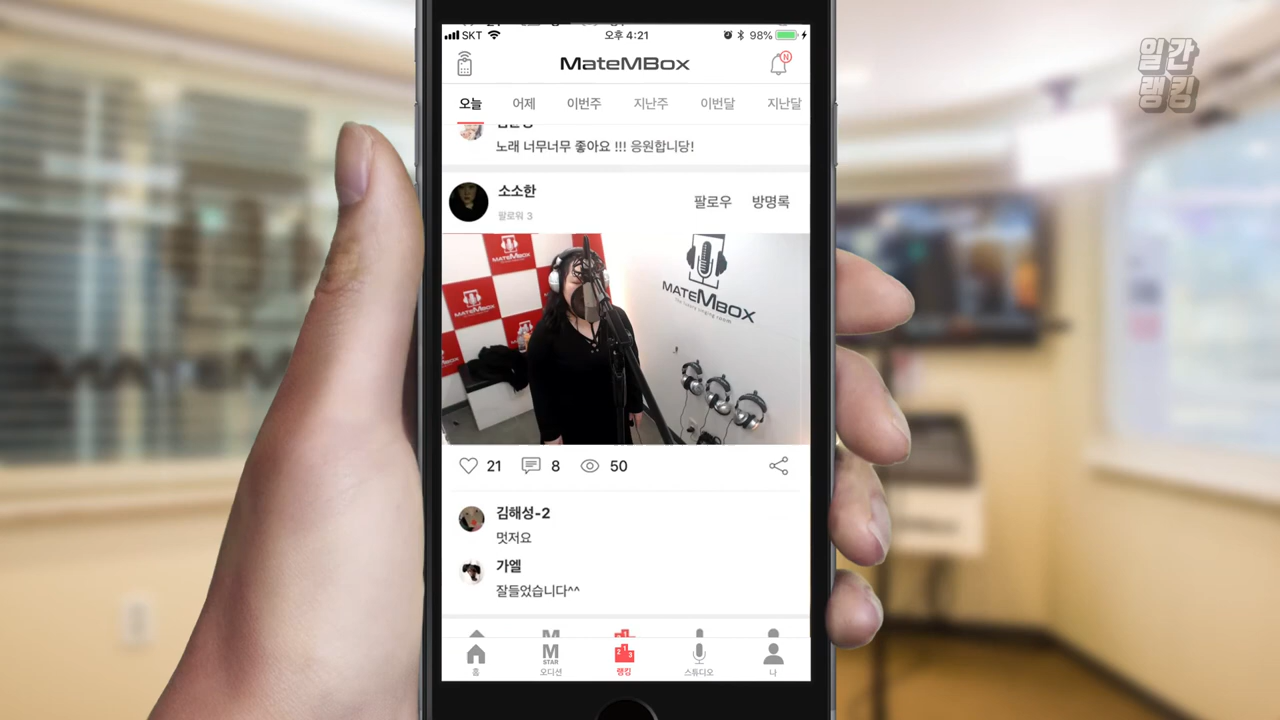 SKT 오후 4:21 98%
일간
랭킹
MateMBox N
오늘 어제 이번주 지난주 이번달 지난달
노래 너무너무 좋아요 !!! 응원합니당!
소소한
팔로워 3
팔로우 방명록
MATEMBOX
MATEMBOX
MATEMBOX
21 8 50
김해성-2
멋저요
가엘
잘들었습니다^^
M
STAR
홈 오디션 랭킹 스튜디오 나